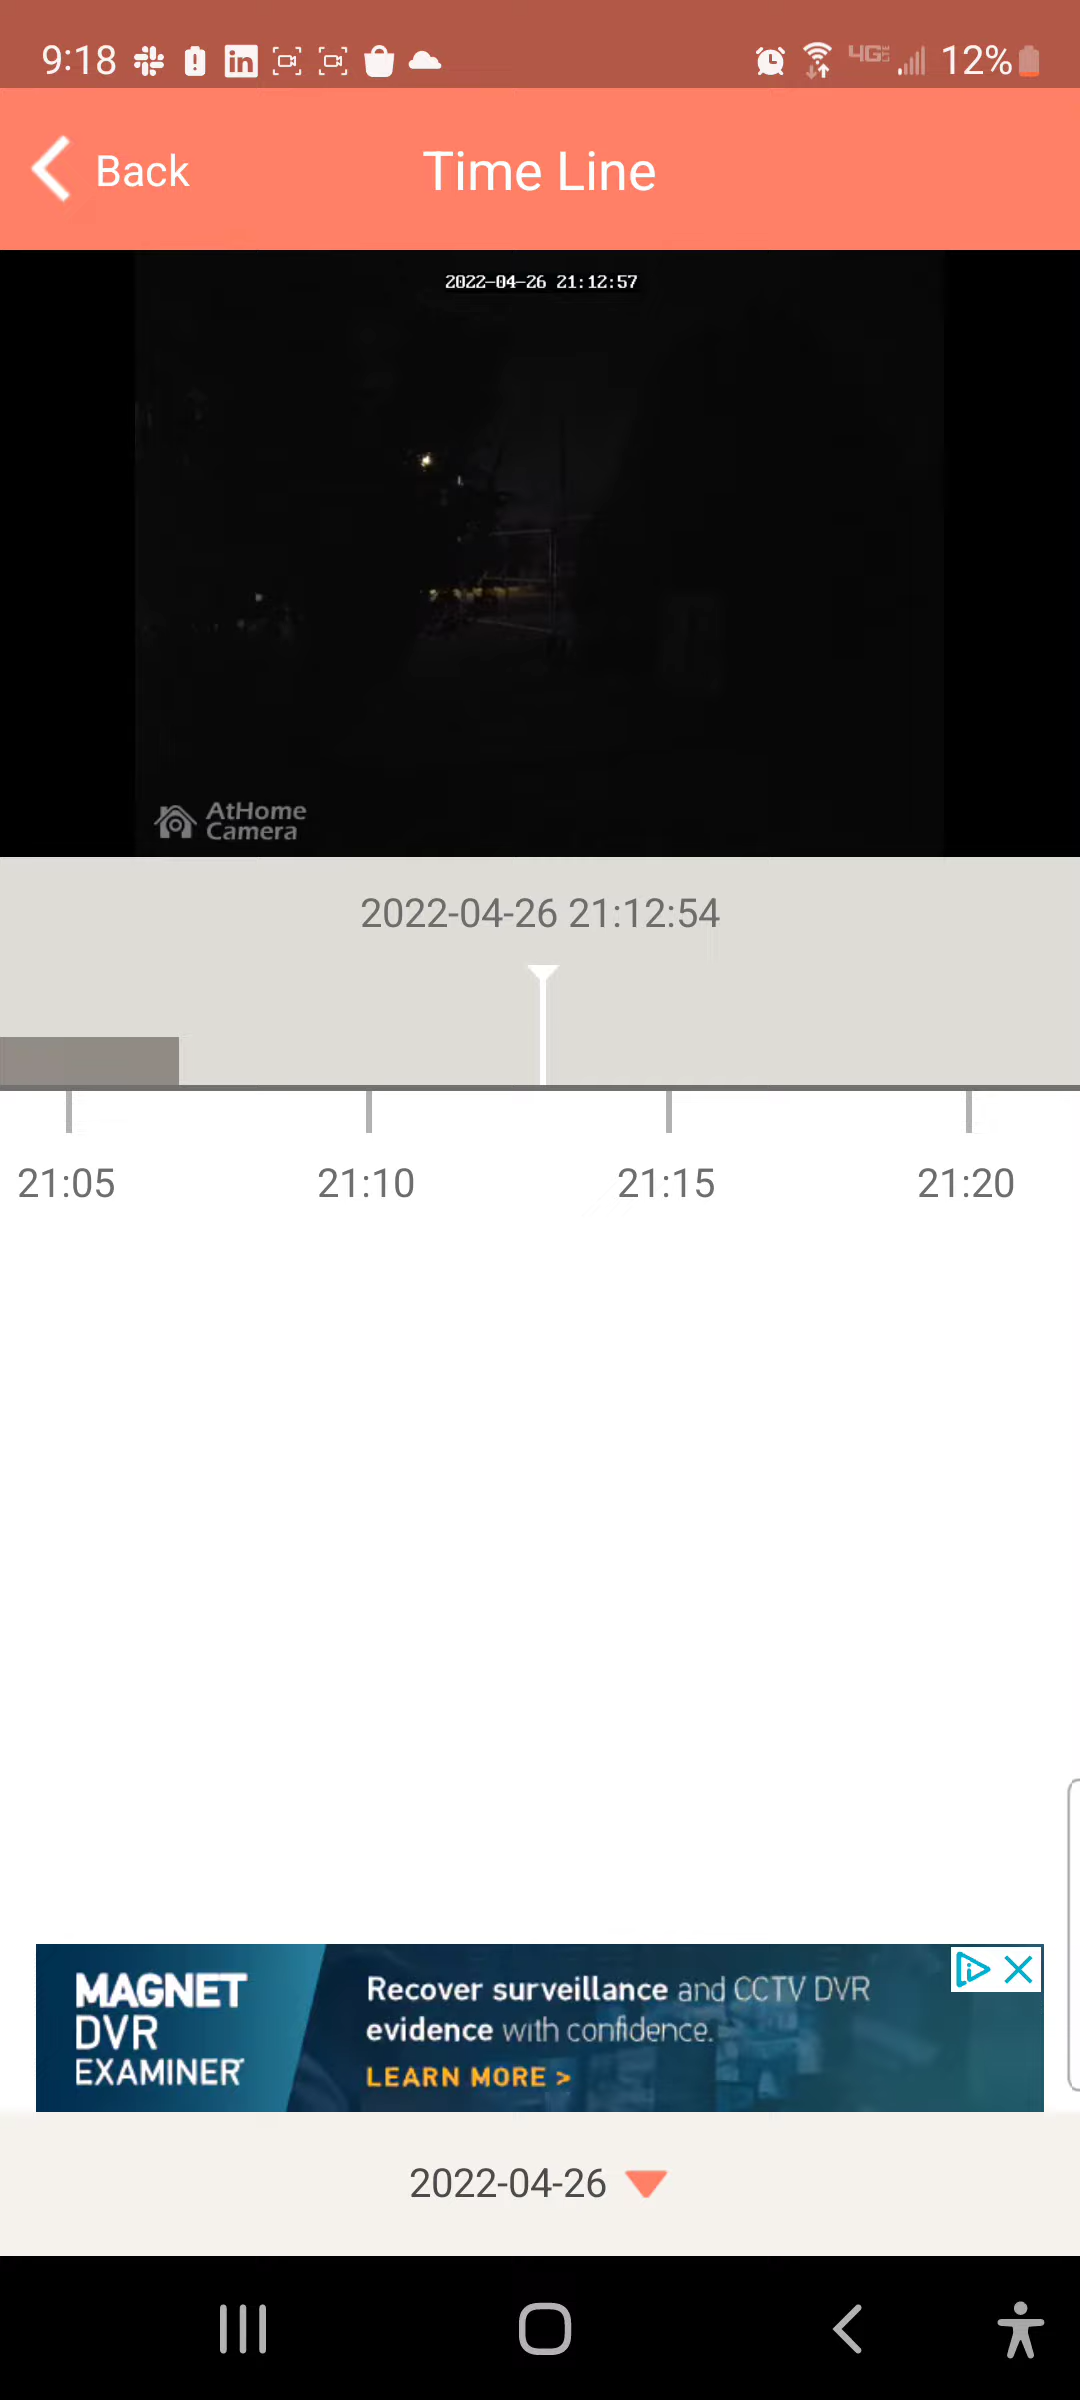 9:18
4G
12%
Back
Time Line
2022-04-26 21:12:57
AtHome
Camera
2022-04-26 21:12:54
21:05 21:10 21:15 21:20
MAGNET
DVR
EXAMINER
Recover surveillance and CCTV DVR
evidence with confidence.
LEARN MORE >
2022-04-26